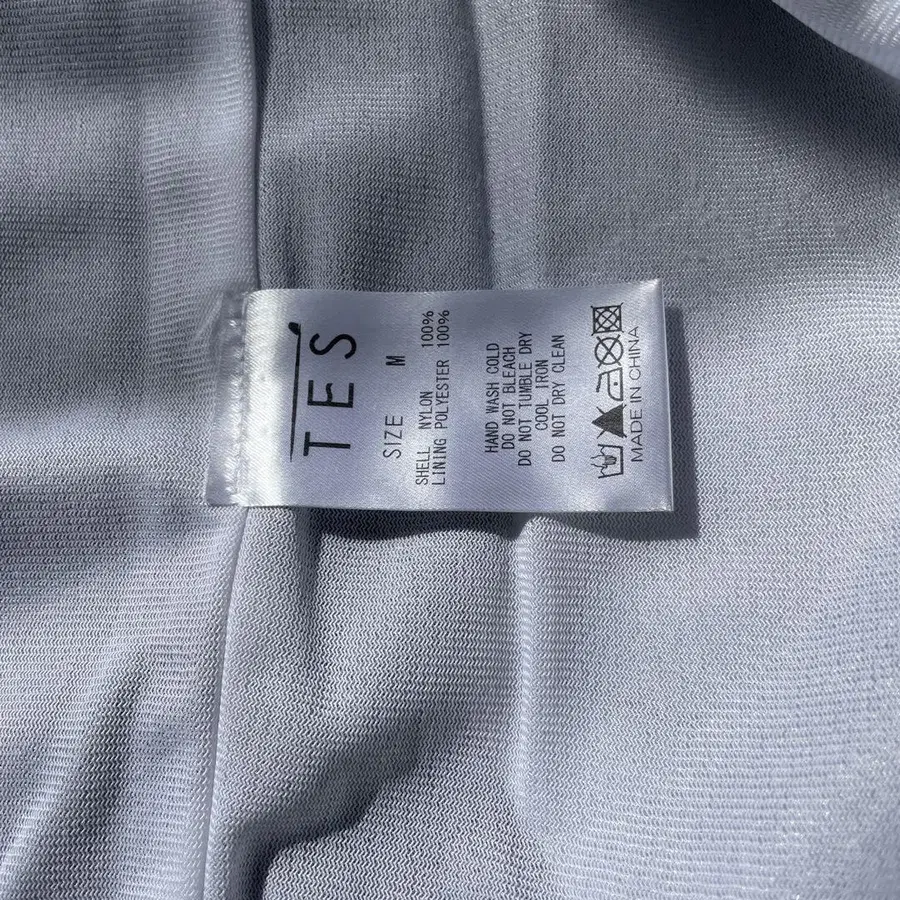 TES
SIZE M
SHELL NYLON 100%
LINING POLYESTER 100%
HAND WASH COLD
DO NOT BLEACH
DO NOT TUMBLE DRY
COOL IRON
DO NOT DRY CLEAN
MADE IN CHINA